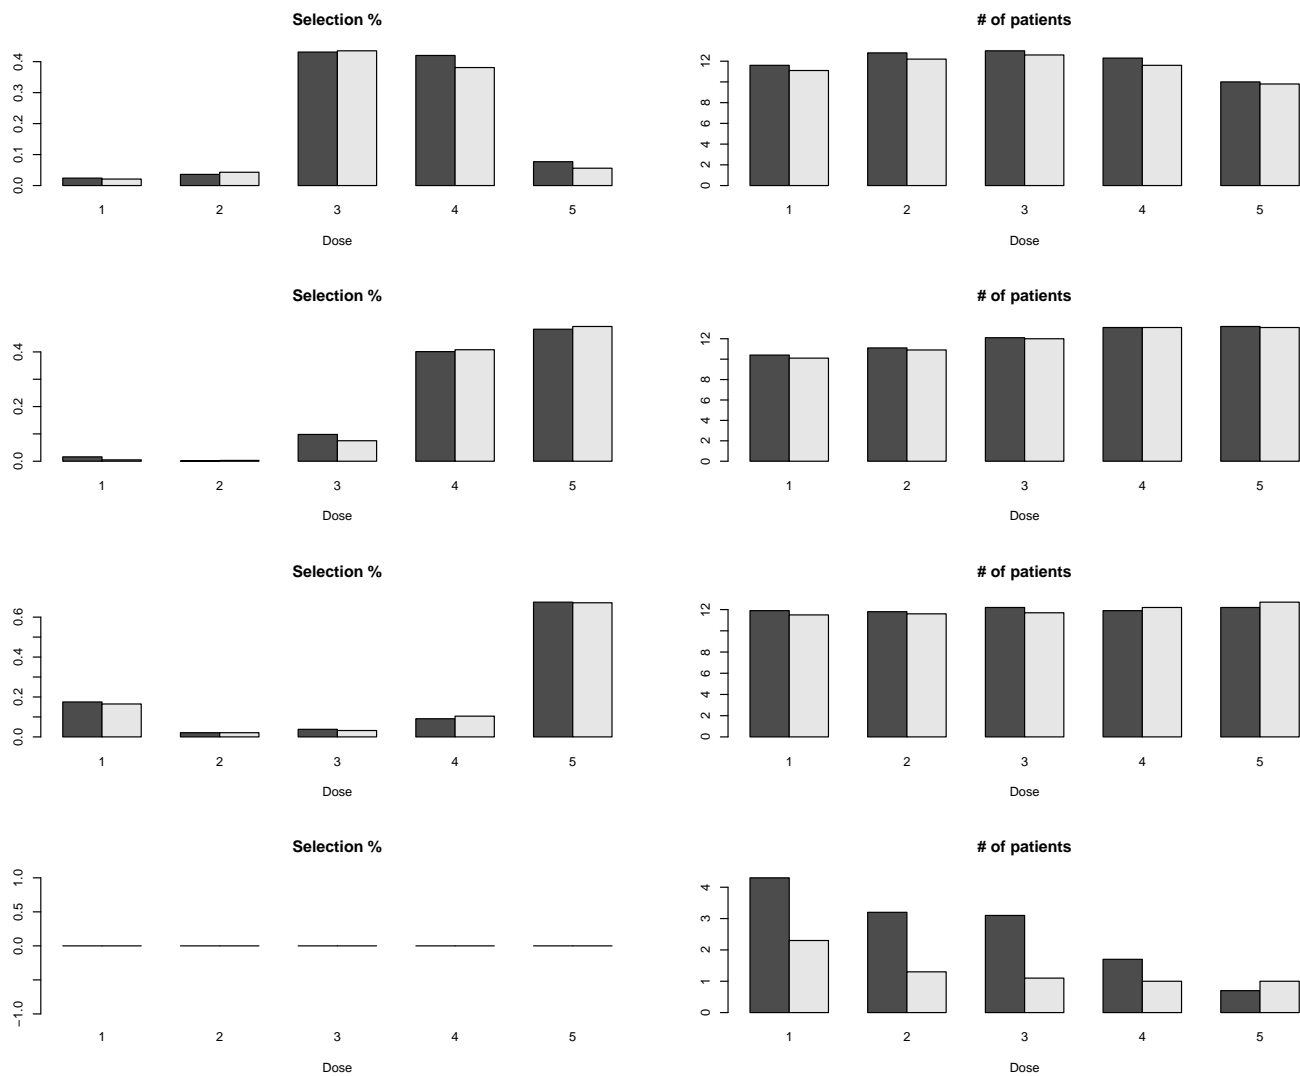 Selection %
0.0 0.1 0.2 0.3 0.4
1 2 3 4 5
Dose
# of patients
0 2 4 6 8 12
1 2 3 4 5
Dose
Selection %
0.0 0.2 0.4
1 2 3 4 5
Dose
# of patients
0 2 4 6 8 12
1 2 3 4 5
Dose
Selection %
0.0 0.2 0.4 0.6
1 2 3 4 5
Dose
# of patients
0 2 4 6 8 12
1 2 3 4 5
Dose
Selection %
−1.0 0.0 0.5 1.0
1 2 3 4 5
Dose
# of patients
0 1 2 3 4
1 2 3 4 5
Dose